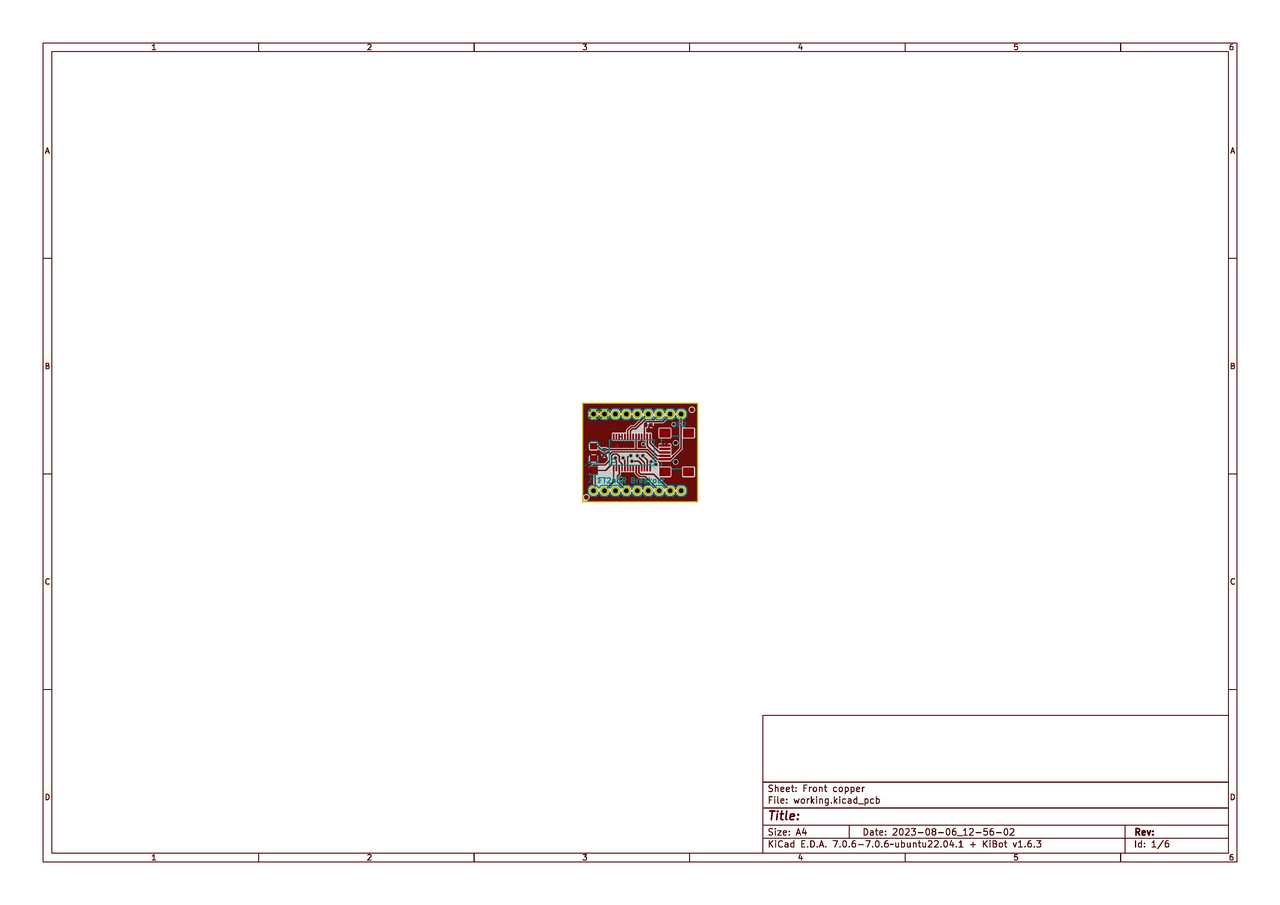 1 2 3 4 5 6
A A
B B
C C
D D
Breakout
Sheet: Front copper
File: working.kicad_pcb
Title:
Size: A4 Date: 2023-08-06_12-56-02 Rev:
KiCad E.D.A. 7.0.6-7.0.6~ubuntu22.04.1 + KiBot v1.6.3 Id: 1/6
1 2 3 4 5 6